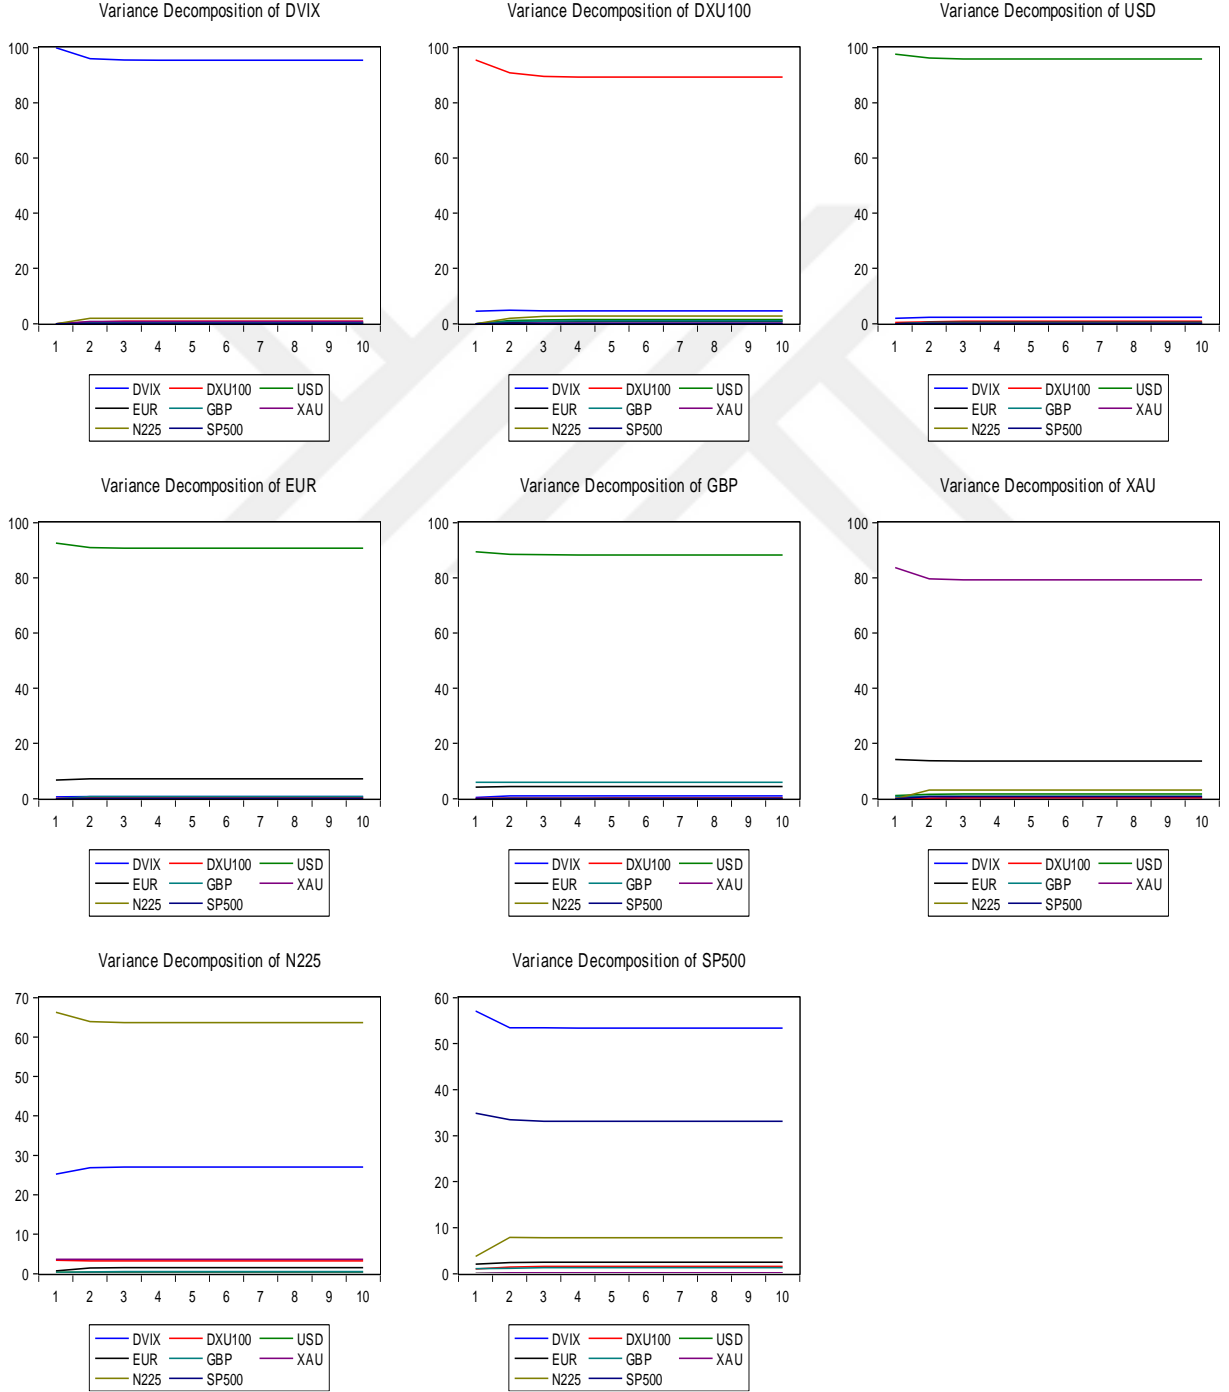 Variance Decomposition of DVIX
100
80
60
40
20
0
1 2 3 4 5 6 7 8 9 10
DVIX DXU100 USD
EUR GBP XAU
N225 SP500
Variance Decomposition of DXU100
100
80
60
40
20
0
1 2 3 4 5 6 7 8 9 10
DVIX DXU100 USD
EUR GBP XAU
N225 SP500
Variance Decomposition of USD
100
80
60
40
20
0
1 2 3 4 5 6 7 8 9 10
DVIX DXU100 USD
EUR GBP XAU
N225 SP500
Variance Decomposition of EUR
100
80
60
40
20
0
1 2 3 4 5 6 7 8 9 10
DVIX DXU100 USD
EUR GBP XAU
N225 SP500
Variance Decomposition of GBP
100
80
60
40
20
0
1 2 3 4 5 6 7 8 9 10
DVIX DXU100 USD
EUR GBP XAU
N225 SP500
Variance Decomposition of XAU
100
80
60
40
20
0
1 2 3 4 5 6 7 8 9 10
DVIX DXU100 USD
EUR GBP XAU
N225 SP500
Variance Decomposition of N225
70
60
50
40
30
20
10
0
1 2 3 4 5 6 7 8 9 10
DVIX DXU100 USD
EUR GBP XAU
N225 SP500
Variance Decomposition of SP500
60
50
40
30
20
10
0
1 2 3 4 5 6 7 8 9 10
DVIX DXU100 USD
EUR GBP XAU
N225 SP500